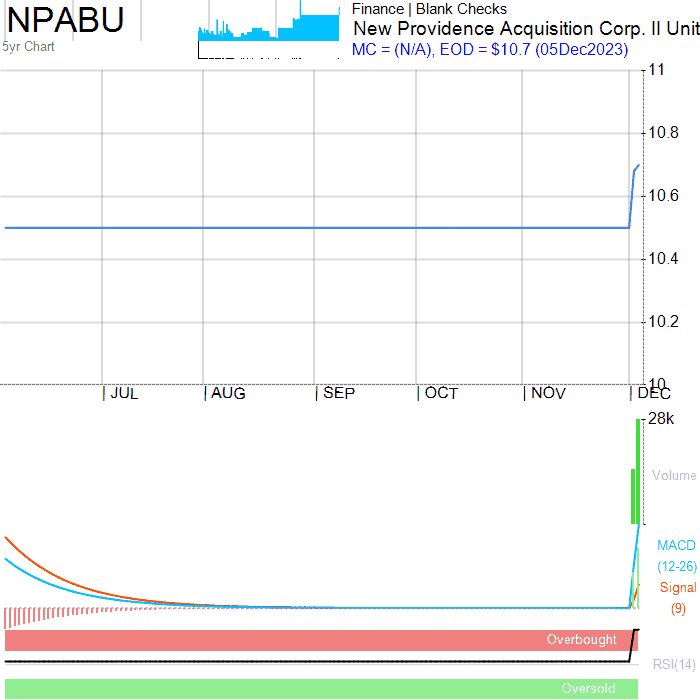 NPABU
5yr Chart
Finance | Blank Checks
New Providence Acquisition Corp. II Unit
MC = (N/A), EOD = $10.7 (05Dec2023)
11
10.8
10.6
10.4
10.2
10
| JUL | AUG | SEP | OCT | NOV | DEC
28k
Volume
MACD
(12-26)
Signal
(9)
Overbought
RSI(14)
Oversold